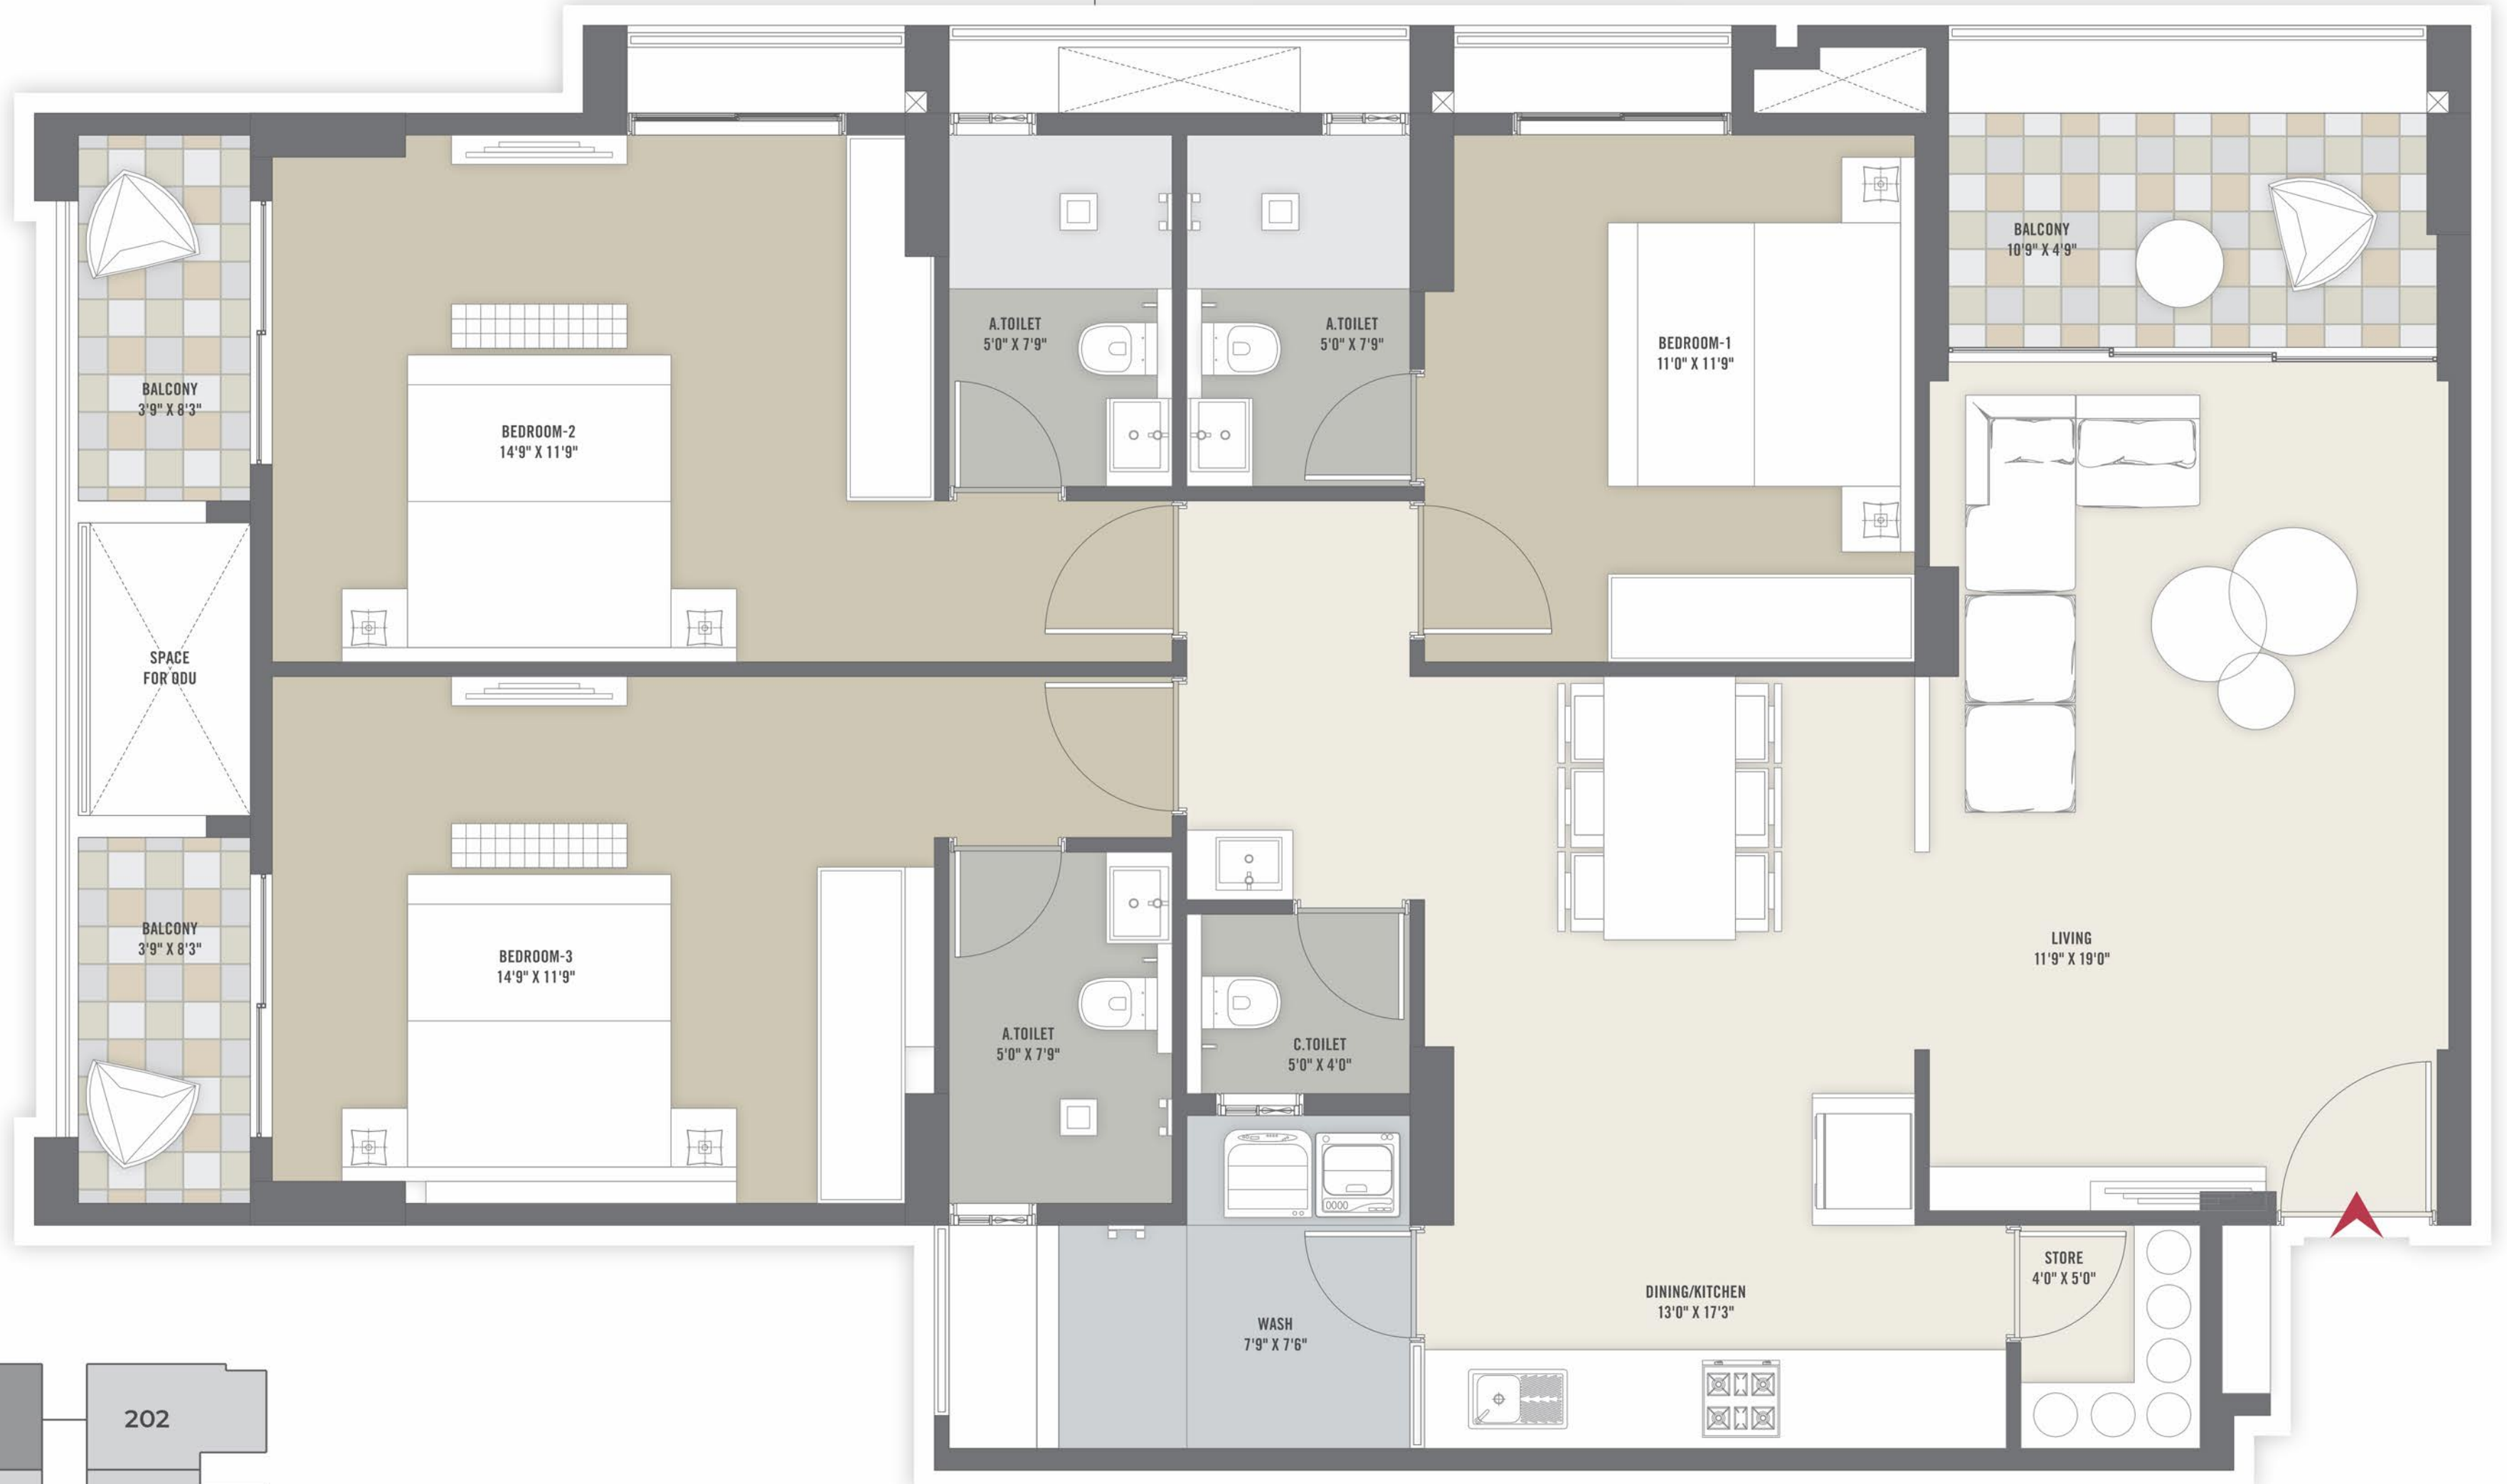 BALCONY
10'9" X 4'9"
A.TOILET
5'0" X 7'9"
A.TOILET
5'0" X 7'9"
BEDROOM-1
11'0" X 11'9"
BALCONY
3'9" X 8'3"
BEDROOM-2
14'9" X 11'9"
SPACE
FOR ODU
BALCONY
3'9" X 8'3"
BEDROOM-3
14'9" X 11'9"
LIVING
11'9" X 19'0"
A.TOILET
5'0" X 7'9"
C.TOILET
5'0" X 4'0"
STORE
4'0" X 5'0"
DINING/KITCHEN
13'0" X 17'3"
WASH
7'9" X 7'6"
202